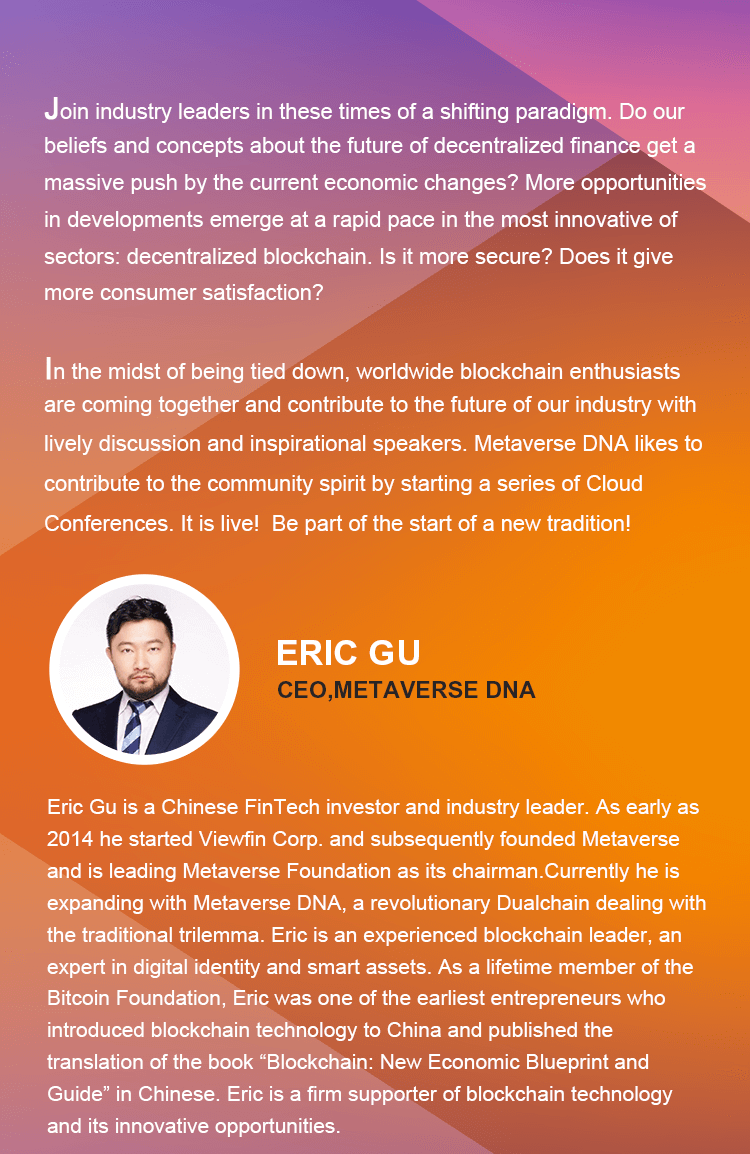 Join industry leaders in these times of a shifting paradigm. Do our
beliefs and concepts about the future of decentralized finance get a
massive push by the current economic changes? More opportunities
in developments emerge at a rapid pace in the most innovative of
sectors: decentralized blockchain. Is it more secure? Does it give
more consumer satisfaction?
In the midst of being tied down, worldwide blockchain enthusiasts
are coming together and contribute to the future of our industry with
lively discussion and inspirational speakers. Metaverse DNA likes to
contribute to the community spirit by starting a series of Cloud
Conferences. It is live!  Be part of the start of a new tradition!
ERIC GU
CEO,METAVERSE DNA
Eric Gu is a Chinese FinTech investor and industry leader. As early as
2014 he started Viewfin Corp. and subsequently founded Metaverse
and is leading Metaverse Foundation as its chairman.Currently he is
expanding with Metaverse DNA, a revolutionary Dualchain dealing with
the traditional trilemma. Eric is an experienced blockchain leader, an
expert in digital identity and smart assets. As a lifetime member of the
Bitcoin Foundation, Eric was one of the earliest entrepreneurs who
introduced blockchain technology to China and published the
translation of the book “Blockchain: New Economic Blueprint and
Guide” in Chinese. Eric is a firm supporter of blockchain technology
and its innovative opportunities.